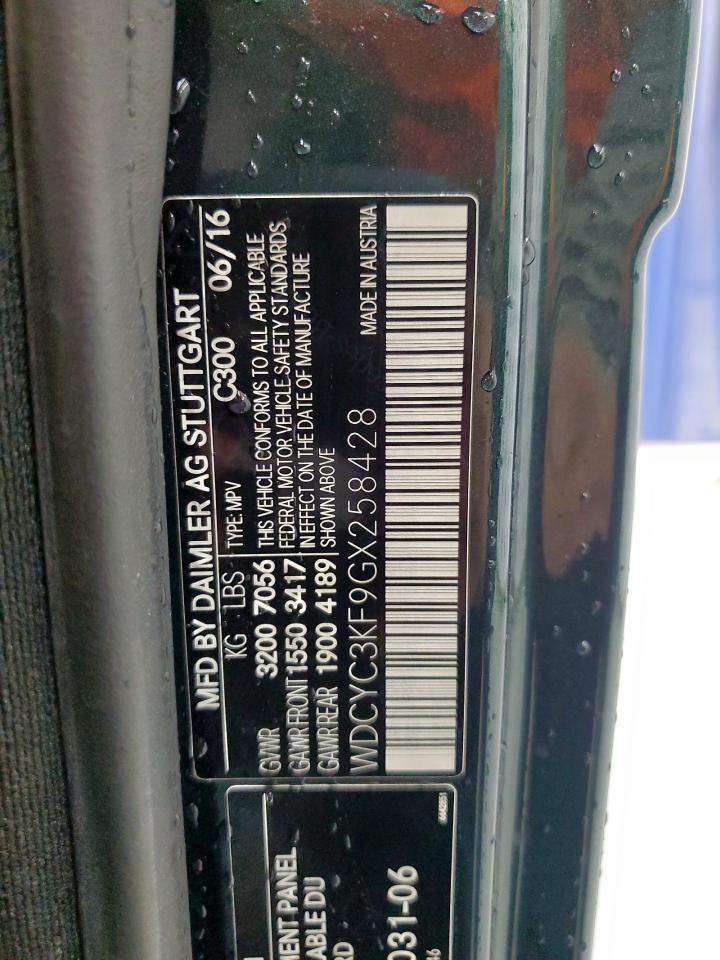 MFD BY DAIMLER AG STUTTGART
KG LBS
TYPE: MPV C300 06/16
GVWR 3200 7056
GAWR FRONT 1550 3417
GAWR REAR 1900 4189
THIS VEHICLE CONFORMS TO ALL APPLICABLE
FEDERAL MOTOR VEHICLE SAFETY STANDARDS
IN EFFECT ON THE DATE OF MANUFACTURE
SHOWN ABOVE
WDCYC3KF9GX258428 MADE IN AUSTRIA
MENT PANEL
ABLE DU
RD
031-06